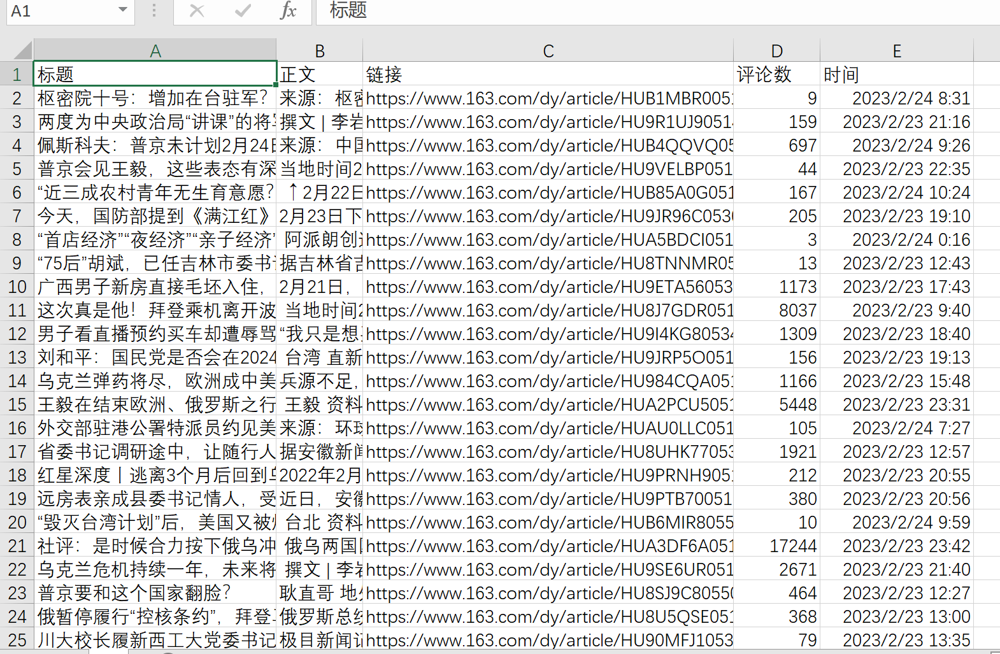 A1 fx 标题
A B C D E
1 标题 正文 链接 评论数 时间
2 枢密院十号：增加在台驻军？ 来源：枢密 https://www.163.com/dy/article/HUB1MBR005 9 2023/2/24 8:31
3 两度为中央政治局“讲课”的将 撰文 | 李岩 https://www.163.com/dy/article/HU9R1UJ9051 159 2023/2/23 21:16
4 佩斯科夫：普京未计划2月24日 来源：中国 https://www.163.com/dy/article/HUB4QQVQ05 697 2023/2/24 9:26
5 普京会见王毅，这些表态有深 当地时间2 https://www.163.com/dy/article/HU9VELBP051 44 2023/2/23 22:35
6 “近三成农村青年无生育意愿？ ↑2月22日 https://www.163.com/dy/article/HUB85A0G051 167 2023/2/24 10:24
7 今天，国防部提到《满江红》 2月23日下 https://www.163.com/dy/article/HU9JR96C053 205 2023/2/23 19:10
8 “首店经济”“夜经济”“亲子经济” 阿派朗创 https://www.163.com/dy/article/HUA5BDCI051 3 2023/2/24 0:16
9 “75后”胡斌，已任吉林市委书 据吉林省吉 https://www.163.com/dy/article/HU8TNNMR05 13 2023/2/23 12:43
10 广西男子新房直接毛坯入住， 2月21日， https://www.163.com/dy/article/HU9ETA56053 1173 2023/2/23 17:43
11 这次真是他！拜登乘机离开波 当地时间2 https://www.163.com/dy/article/HU8J7GDR051 8037 2023/2/23 9:40
12 男子看直播预约买车却遭辱骂 “我只是想 https://www.163.com/dy/article/HU9I4KG8053 1309 2023/2/23 18:40
13 刘和平：国民党是否会在2024 台湾 直新 https://www.163.com/dy/article/HU9JRP5O051 156 2023/2/23 19:13
14 乌克兰弹药将尽，欧洲成中美 兵源不足， https://www.163.com/dy/article/HU984CQA051 1166 2023/2/23 15:48
15 王毅在结束欧洲、俄罗斯之行 王毅 资料 https://www.163.com/dy/article/HUA2PCU5051 5448 2023/2/23 23:31
16 外交部驻港公署特派员约见美 来源：环球 https://www.163.com/dy/article/HUAU0LLC051 105 2023/2/24 7:27
17 省委书记调研途中，让随行人 据安徽新闻 https://www.163.com/dy/article/HU8UHK77053 1921 2023/2/23 12:57
18 红星深度丨逃离3个月后回到乌 2022年2月 https://www.163.com/dy/article/HU9PRNH905 212 2023/2/23 20:55
19 远房表亲成县委书记情人，受 近日，安徽 https://www.163.com/dy/article/HU9PTB70051 380 2023/2/23 20:56
20 “毁灭台湾计划”后，美国又被 台北 资料 https://www.163.com/dy/article/HUB6MIR8055 10 2023/2/24 9:59
21 社评：是时候合力按下俄乌冲 俄乌两国 https://www.163.com/dy/article/HUA3DF6A051 17244 2023/2/23 23:42
22 乌克兰危机持续一年，未来将 撰文 | 李岩 https://www.163.com/dy/article/HU9SE6UR051 2671 2023/2/23 21:40
23 普京要和这个国家翻脸？ 耿直哥 地 https://www.163.com/dy/article/HU8SJ9C8055 464 2023/2/23 12:27
24 俄暂停履行“控核条约”，拜登 俄罗斯总统 https://www.163.com/dy/article/HU8U5QSE051 368 2023/2/23 13:00
25 川大校长履新西工大党委书记 极目新闻记 https://www.163.com/dy/article/HU90MFJ1053 79 2023/2/23 13:35